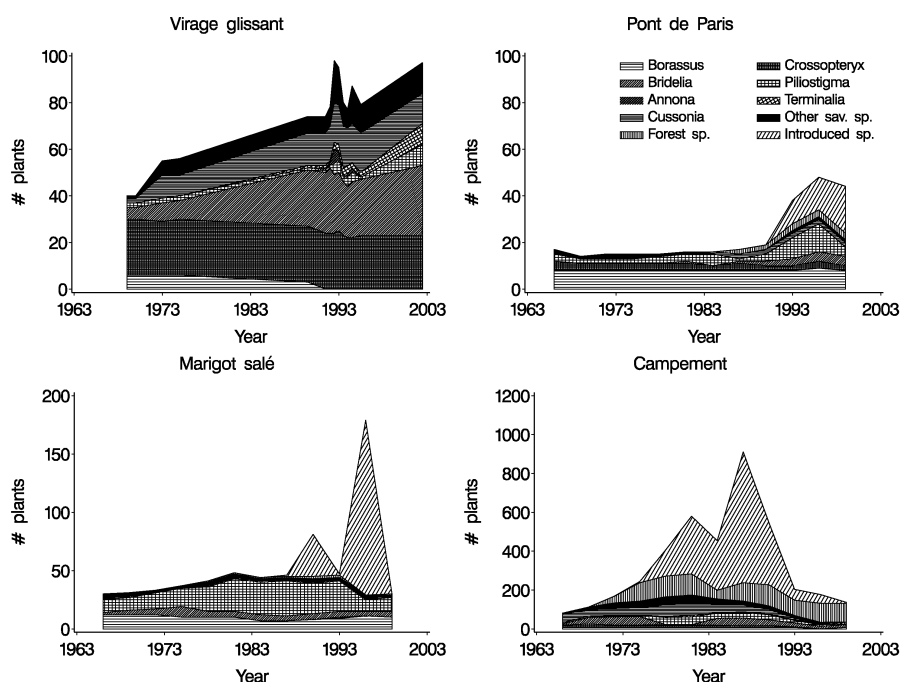 Virage glissant
Pont de Paris
100
80
60
40
20
0
# plants
1963 1973 1983 1993 2003
Year
100
80
60
40
20
0
# plants
Borassus
Bridelia
Annona
Cussonia
Forest sp.
Crossopteryx
Piliostigma
Terminalia
Other sav. sp.
Introduced sp.
1963 1973 1983 1993 2003
Year
Marigot salé
Campement
200
150
100
50
0
# plants
1963 1973 1983 1993 2003
Year
1200
1000
800
600
400
200
0
# plants
1963 1973 1983 1993 2003
Year